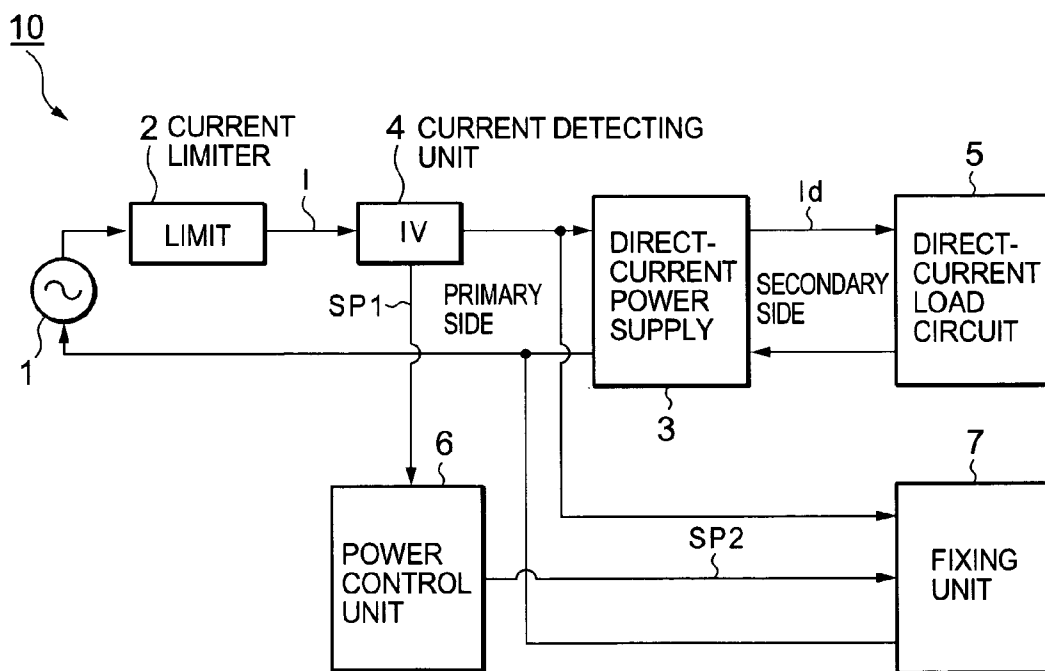 10
2 CURRENT
LIMITER
4 CURRENT DETECTING
UNIT
5
I
Id
LIMIT
IV
DIRECT-
CURRENT
POWER
SUPPLY
DIRECT-
CURRENT
LOAD
CIRCUIT
SP1
PRIMARY
SIDE
SECONDARY
SIDE
1
3
6
7
SP2
POWER
CONTROL
UNIT
FIXING
UNIT